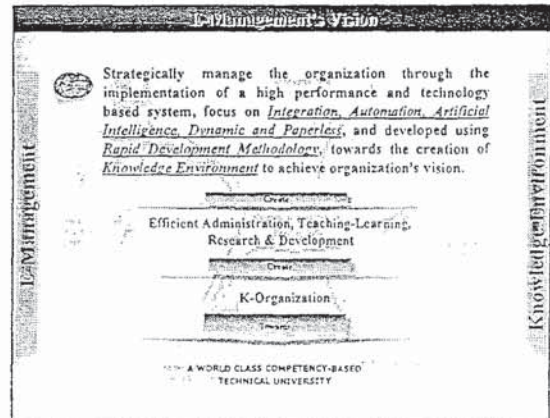 E-Management's Vision
Strategically manage the organization through the
implementation of a high performance and technology
based system, focus on Integration, Automation, Artificial
Intelligence, Dynamic and Paperless, and developed using
Rapid Development Methodology, towards the creation of
Knowledge Environment to achieve organization's vision.
E-Management
Knowledge-Environment
Create
Efficient Administration, Teaching-Learning,
Research & Development
Create
K-Organization
Towards
A WORLD CLASS COMPETENCY-BASED
TECHNICAL UNIVERSITY